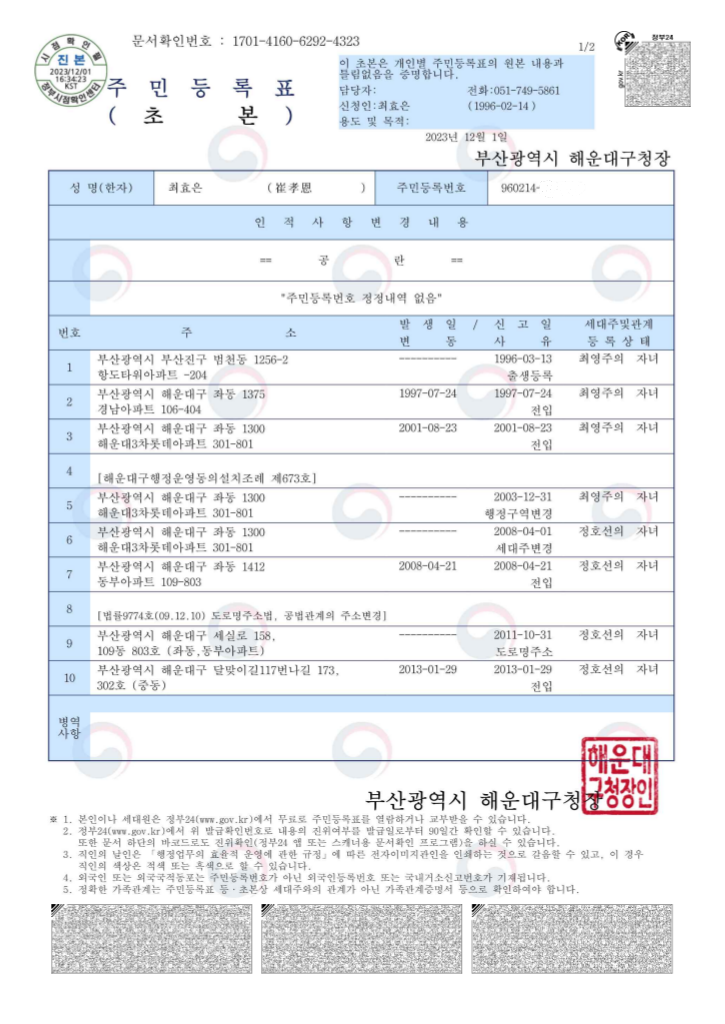 문서확인번호 : 1701-4160-6292-4323
1/2
정부24
gov.kr
시점확인필
진본
2023/12/01
16:34:23
KST
정부시점확인센터
주 민 등 록 표
( 초 본 )
이 초본은 개인별 주민등록표의 원본 내용과
틀림없음을 증명합니다.
담당자: 전화:051-749-5861
신청인:최효은 (1996-02-14 )
용도 및 목적:
2023년 12월 1일
부산광역시 해운대구청장
성 명(한자) 최효은 (崔孝恩 ) 주민등록번호 960214-
인 적 사 항 변 경 내 용
== 공 란 ==
"주민등록번호 정정내역 없음"
번호 주 소 발 생 일 / 신 고 일 세대주및관계
변 동 사 유 등 록 상 태
1 부산광역시 부산진구 범천동 1256-2 ---------- 1996-03-13 최영주의 자녀
항도타워아파트 -204 출생등록
2 부산광역시 해운대구 좌동 1375 1997-07-24 1997-07-24 최영주의 자녀
경남아파트 106-404 전입
3 부산광역시 해운대구 좌동 1300 2001-08-23 2001-08-23 최영주의 자녀
해운대3차롯데아파트 301-801 전입
4 [해운대구행정운영동의설치조례 제673호]
5 부산광역시 해운대구 좌동 1300 ---------- 2003-12-31 최영주의 자녀
해운대3차롯데아파트 301-801 행정구역변경
6 부산광역시 해운대구 좌동 1300 ---------- 2008-04-01 정호선의 자녀
해운대3차롯데아파트 301-801 세대주변경
7 부산광역시 해운대구 좌동 1412 2008-04-21 2008-04-21 정호선의 자녀
동부아파트 109-803 전입
8 [법률9774호(09.12.10) 도로명주소법, 공법관계의 주소변경]
9 부산광역시 해운대구 세실로 158, ---------- 2011-10-31 정호선의 자녀
109동 803호 (좌동,동부아파트) 도로명주소
10 부산광역시 해운대구 달맞이길117번나길 173, 2013-01-29 2013-01-29 정호선의 자녀
302호 (중동) 전입
병역
사항
부산광역시 해운대구청장
해운대
구청장인
※ 1. 본인이나 세대원은 정부24(www.gov.kr)에서 무료로 주민등록표를 열람하거나 교부받을 수 있습니다.
2. 정부24(www.gov.kr)에서 위 발급확인번호로 내용의 진위여부를 발급일로부터 90일간 확인할 수 있습니다.
또한 문서 하단의 바코드로도 진위확인(정부24 앱 또는 스캐너용 문서확인 프로그램)을 하실 수 있습니다.
3. 직인의 날인은 「행정업무의 효율적 운영에 관한 규정」에 따른 전자이미지관인을 인쇄하는 것으로 갈음할 수 있고, 이 경우
직인의 색상은 적색 또는 흑색으로 할 수 있습니다.
4. 외국인 또는 외국국적동포는 주민등록번호가 아닌 외국인등록번호 또는 국내거소신고번호가 기재됩니다.
5. 정확한 가족관계는 주민등록표 등·초본상 세대주와의 관계가 아닌 가족관계증명서 등으로 확인하여야 합니다.